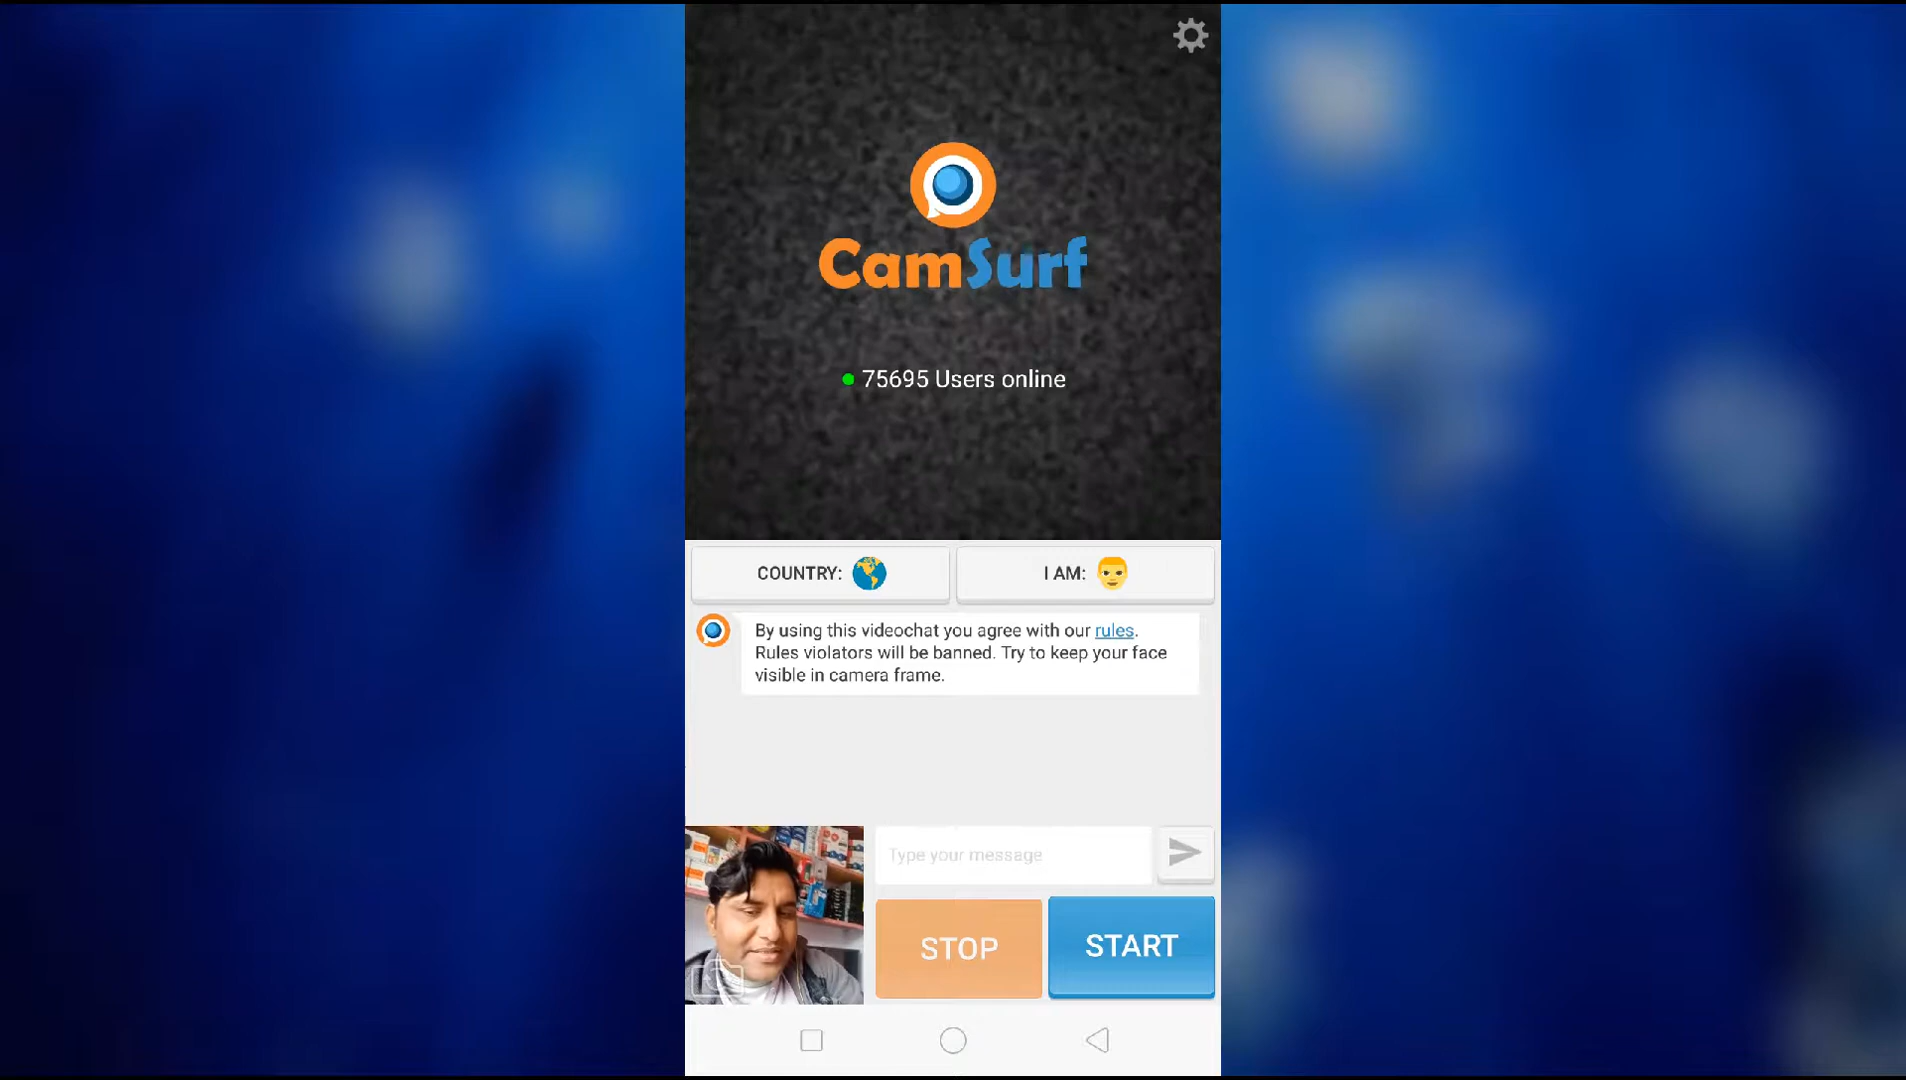 CamSurf
75695 Users online
COUNTRY:
I AM:
By using this videochat you agree with our rules.
Rules violators will be banned. Try to keep your face
visible in camera frame.
Type your message
STOP
START